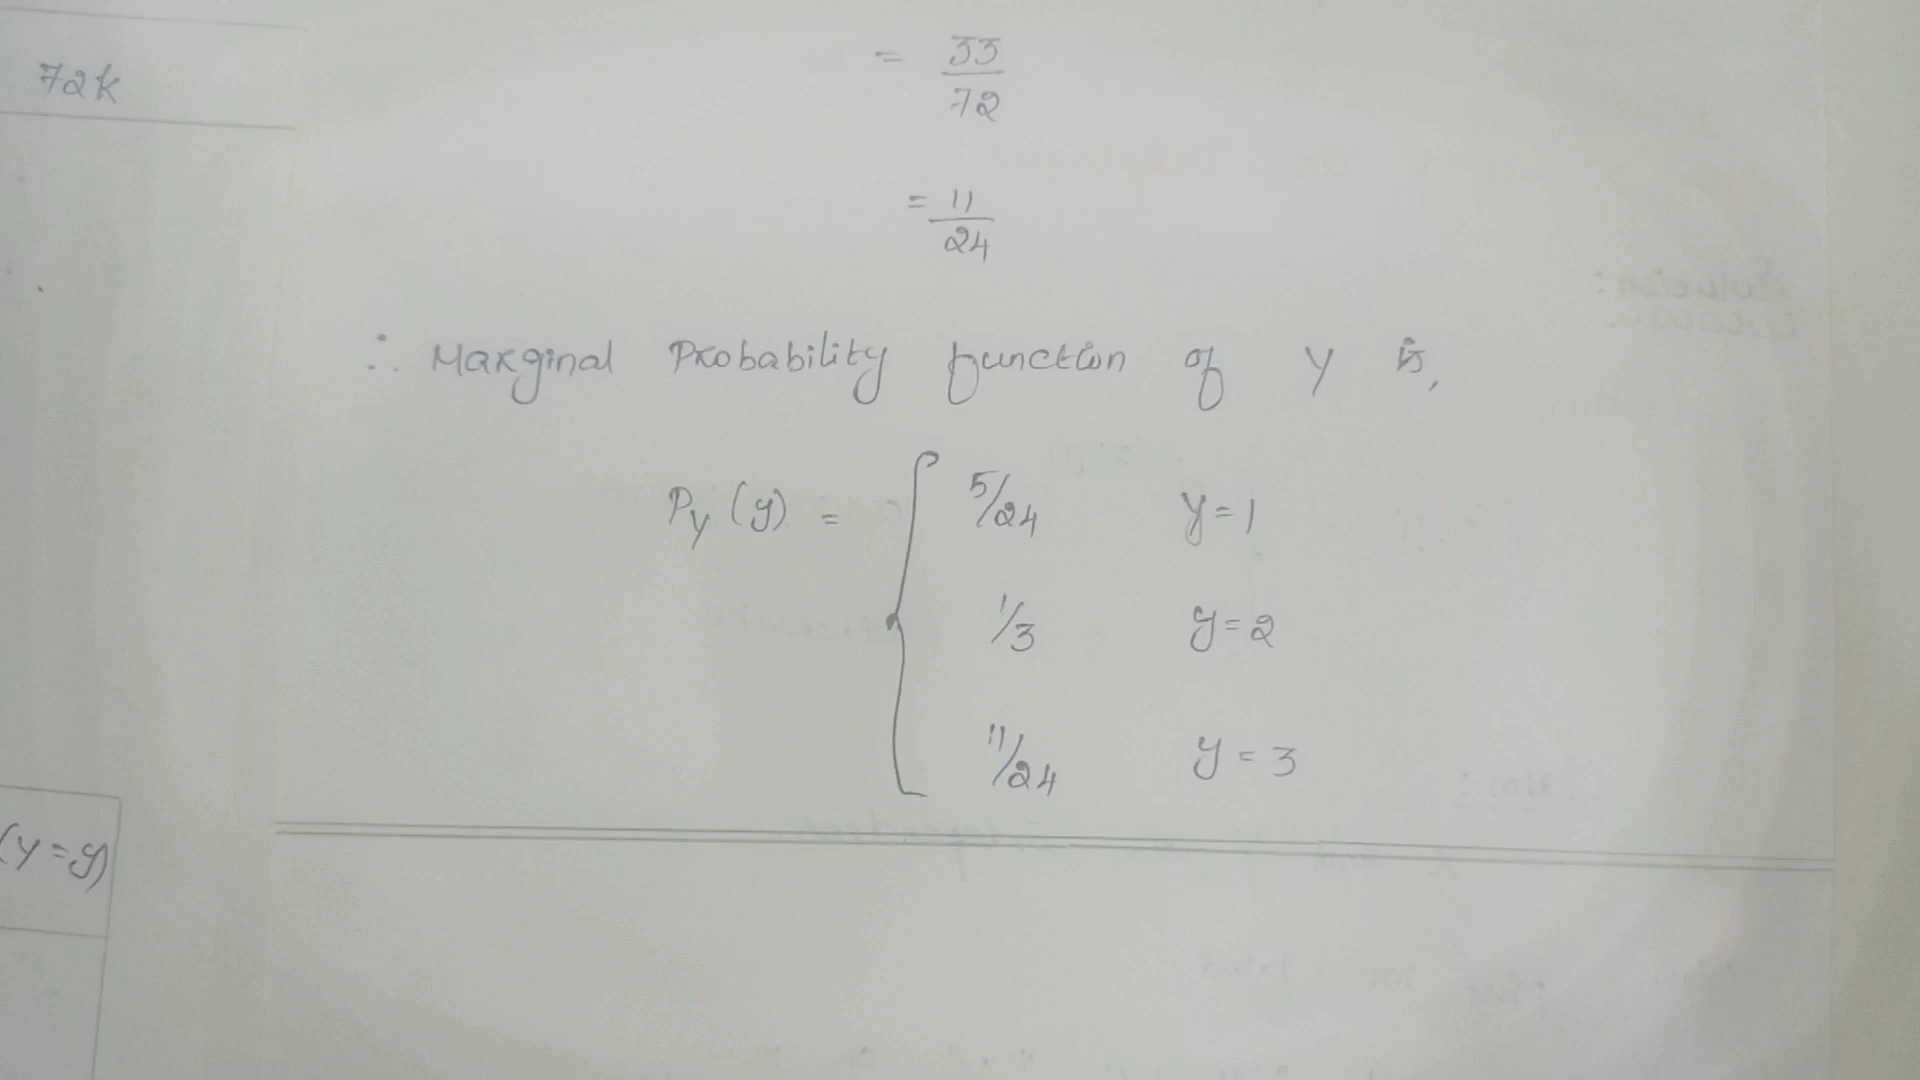 72k
= 33/72
= 11/24
∴ Marginal Probability function of Y is,
P_Y (y) = { 5/24 y=1
1/3 y=2
11/24 y=3
(Y=y)